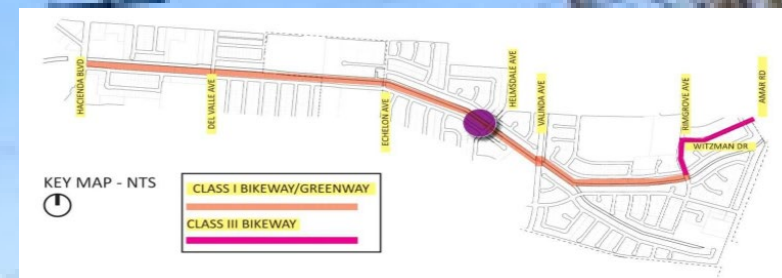 HACIENDA BLVD
DEL VALLE AVE
ECHELON AVE
HELMSDALE AVE
VALINDA AVE
RIMGROVE AVE
AMAR RD
WITZMAN DR
KEY MAP - NTS
CLASS I BIKEWAY/GREENWAY
CLASS III BIKEWAY